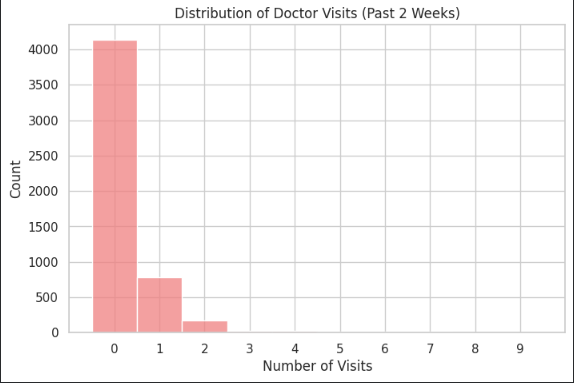 Distribution of Doctor Visits (Past 2 Weeks)
4000
3500
3000
2500
2000
1500
1000
500
0
Count
0 1 2 3 4 5 6 7 8 9
Number of Visits